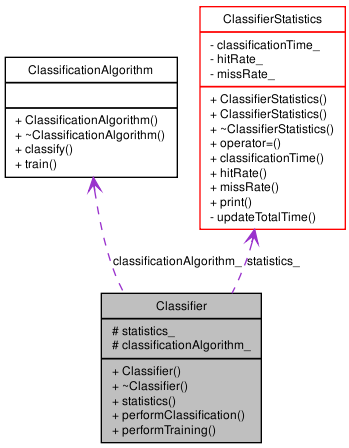 ClassifierStatistics
- classificationTime_
- hitRate_
- missRate_
+ ClassifierStatistics()
+ ClassifierStatistics()
+ ~ClassifierStatistics()
+ operator=()
+ classificationTime()
+ hitRate()
+ missRate()
+ print()
- updateTotalTime()
ClassificationAlgorithm
+ ClassificationAlgorithm()
+ ~ClassificationAlgorithm()
+ classify()
+ train()
classificationAlgorithm_
statistics_
Classifier
# statistics_
# classificationAlgorithm_
+ Classifier()
+ ~Classifier()
+ statistics()
+ performClassification()
+ performTraining()